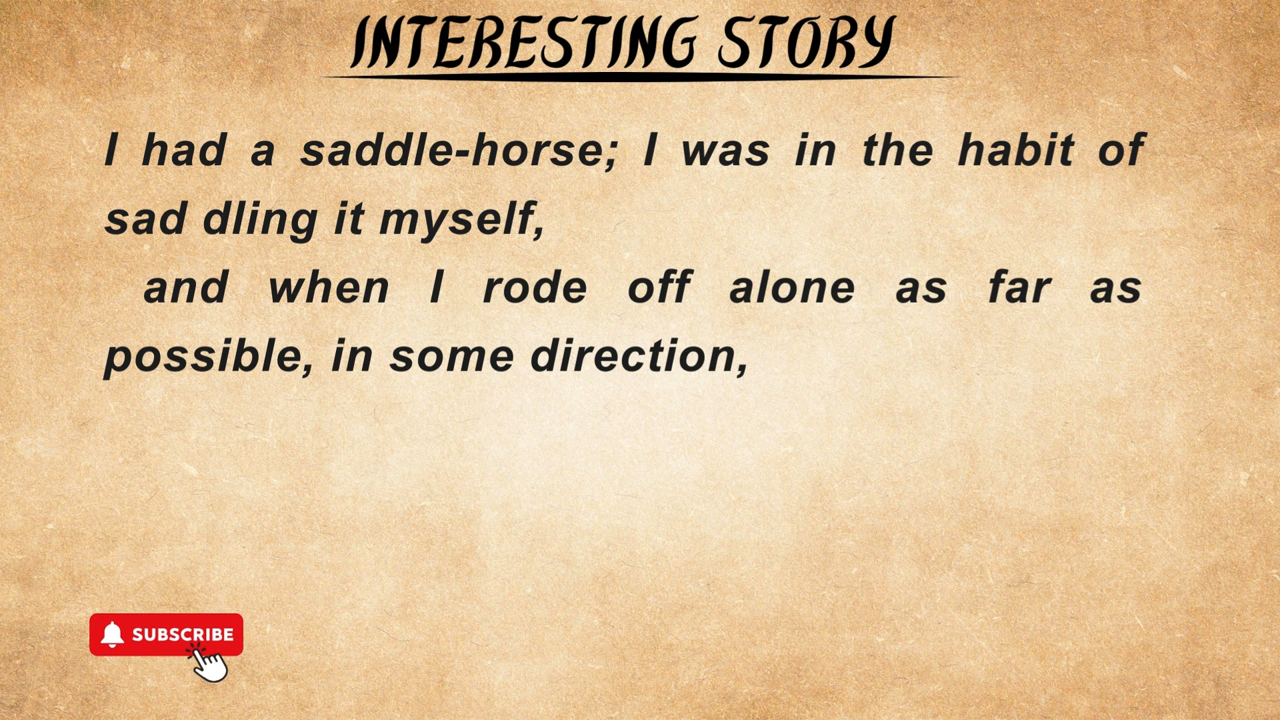 INTERESTING STORY
I had a saddle-horse; I was in the habit of
sad dling it myself,
and when I rode off alone as far as
possible, in some direction,
SUBSCRIBE